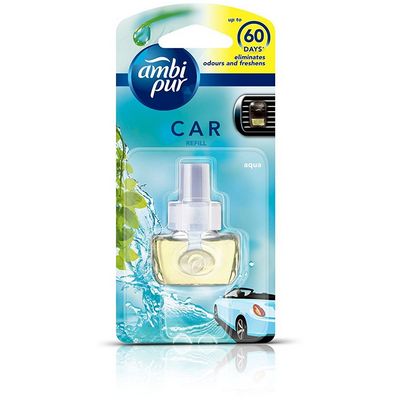 ambi
pur
up to
60
DAYS*
eliminates
odours and freshens
CAR
REFILL
aqua